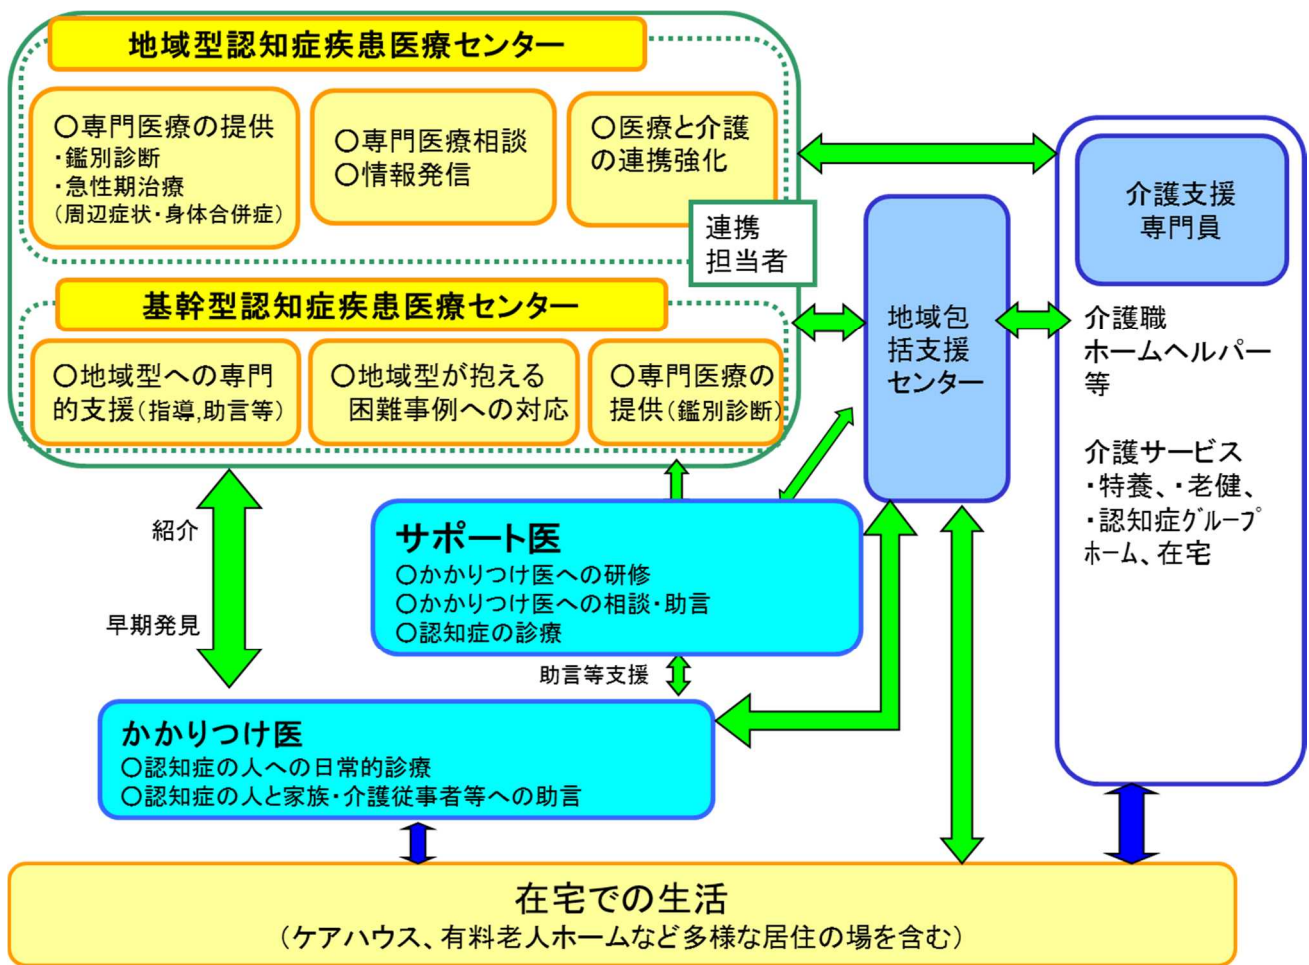 地域型認知症疾患医療センター
○専門医療の提供
・鑑別診断
・急性期治療
(周辺症状・身体合併症)
○専門医療相談
○情報発信
○医療と介護
の連携強化
連携
担当者
基幹型認知症疾患医療センター
○地域型への専門
的支援(指導,助言等)
○地域型が抱える
困難事例への対応
○専門医療の
提供(鑑別診断)
地域包
括支援
センター
介護支援
専門員
介護職
ホームヘルパー
等
介護サービス
・特養、・老健、
・認知症グループ
ホーム、在宅
紹介
早期発見
サポート医
○かかりつけ医への研修
○かかりつけ医への相談・助言
○認知症の診療
助言等支援
かかりつけ医
○認知症の人への日常的診療
○認知症の人と家族・介護従事者等への助言
在宅での生活
(ケアハウス、有料老人ホームなど多様な居住の場を含む)